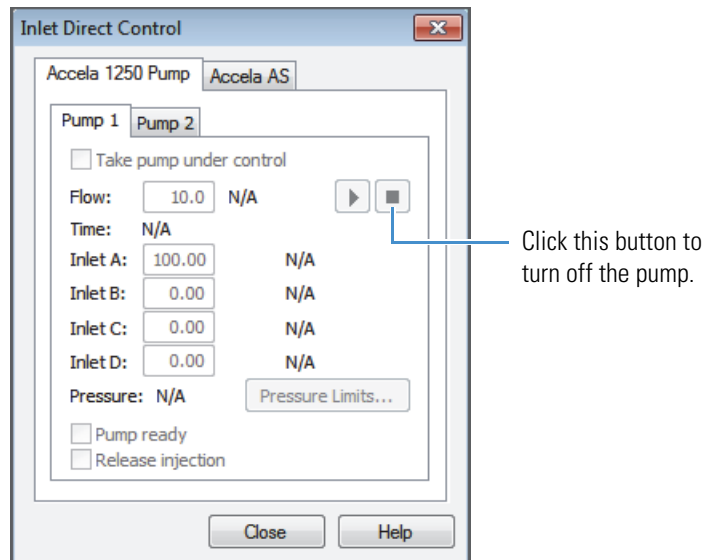 Inlet Direct Control
Accela 1250 Pump Accela AS
Pump 1 Pump 2
Take pump under control
Flow: 10.0 N/A
Time: N/A
Inlet A: 100.00 N/A
Inlet B: 0.00 N/A
Inlet C: 0.00 N/A
Inlet D: 0.00 N/A
Pressure: N/A Pressure Limits...
Pump ready
Release injection
Close Help
Click this button to
turn off the pump.